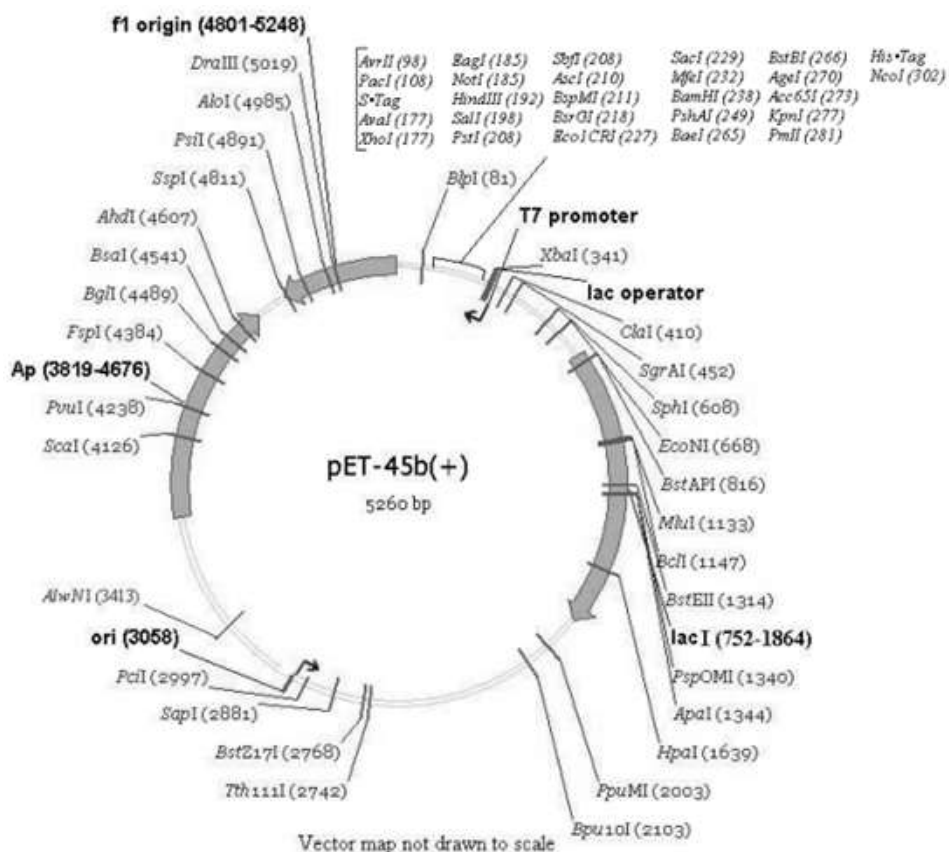 f1 origin (4801-5248)
DraIII (5019)
AloI (4985)
PsiI (4891)
SspI (4811)
AhdI (4607)
BsaI (4541)
BglI (4489)
FspI (4384)
Ap (3819-4676)
PvuI (4238)
ScaI (4126)
AvrII (98) EagI (185) SbfI (208) SacI (229) BstBI (266) His•Tag
PacI (108) NotI (185) AscI (210) MfeI (232) AgeI (270) NcoI (302)
S•Tag HindIII (192) BspMI (211) BamHI (238) Acc65I (273)
AvaI (177) SalI (198) BsrGI (218) PshAI (249) KpnI (277)
XhoI (177) PstI (208) Eco1CRI (227) BaeI (265) PmlI (281)
BlpI (81)
T7 promoter
XbaI (341)
lac operator
ClaI (410)
SgrAI (452)
SphI (608)
EcoNI (668)
BstAPI (816)
MluI (1133)
BclI (1147)
BstEII (1314)
lacI (752-1864)
PspOMI (1340)
ApaI (1344)
HpaI (1639)
PpuMI (2003)
Bpu10I (2103)
pET-45b(+)
5260 bp
AlwNI (3413)
ori (3058)
PciI (2997)
SapI (2881)
BstZ17I (2768)
Tth111I (2742)
Vector map not drawn to scale